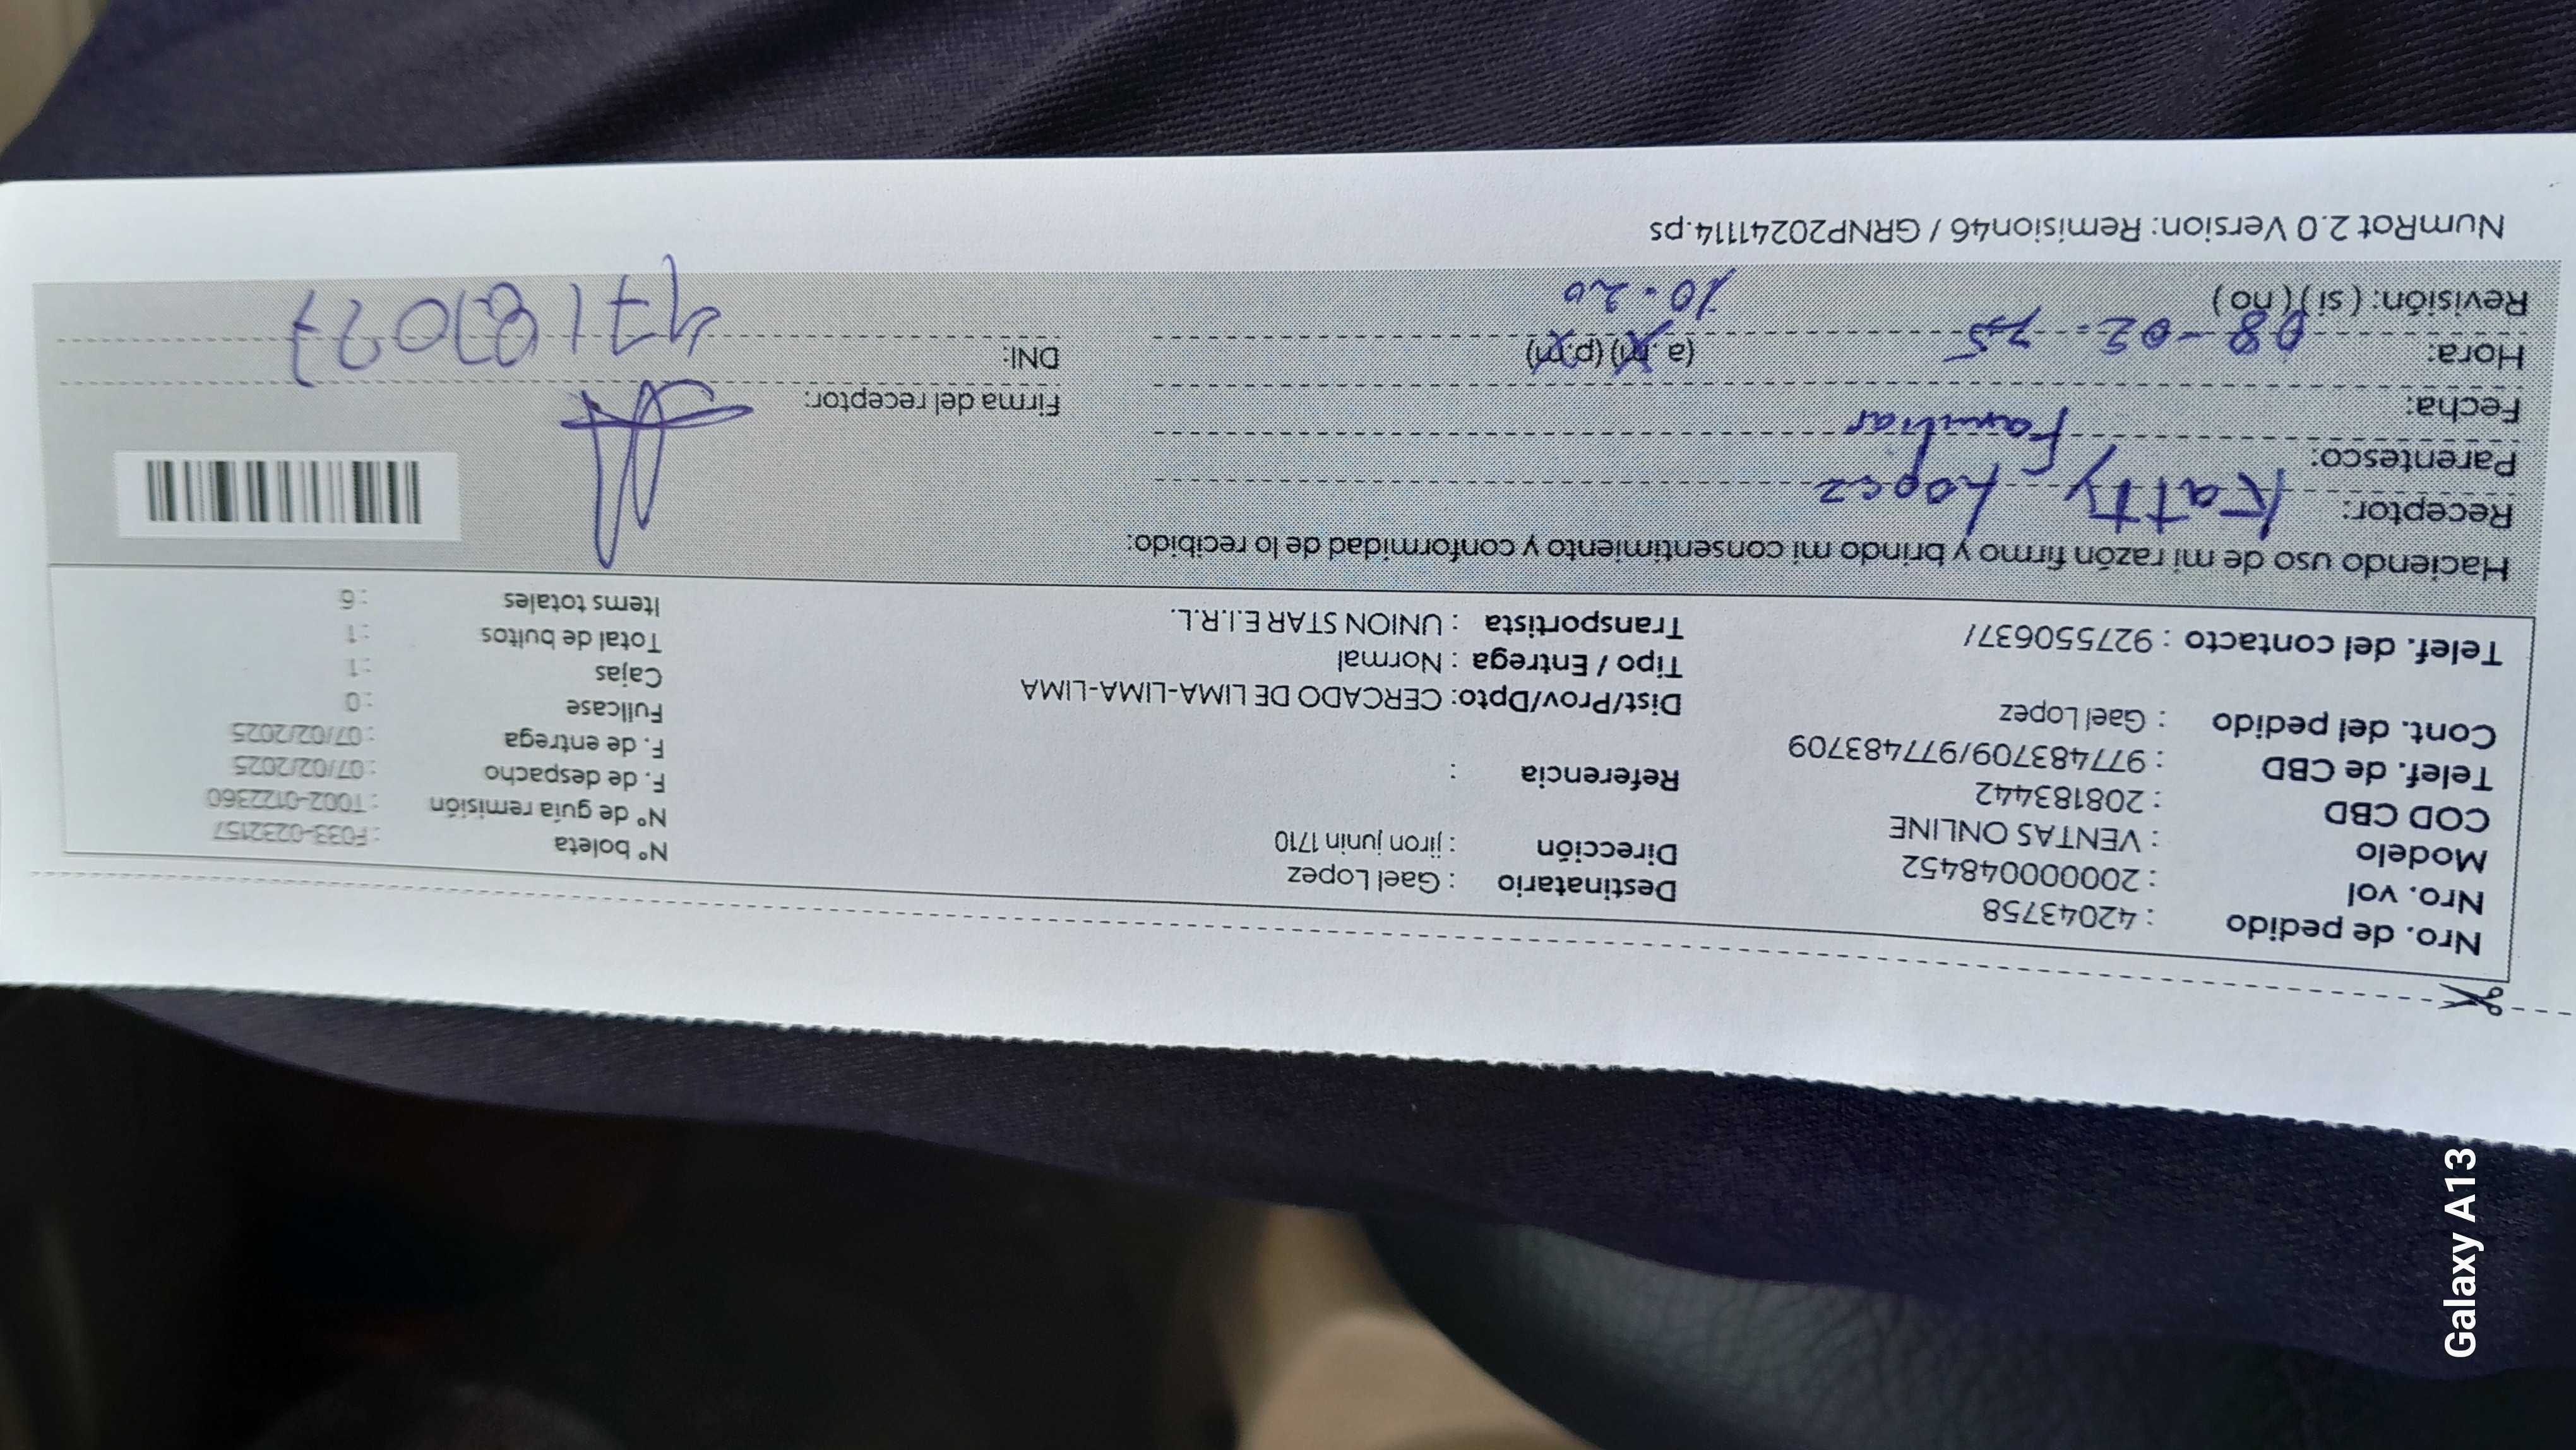 Nro. de pedido : 42043758
Nro. vol : 20000004 8452
Modelo : VENTAS ONLINE
COD CBD : 208183442
Telef. de CBD : 977483709/977483709
Cont. del pedido : Gael Lopez
Telef. del contacto : 927550637/
Destinatario : Gael Lopez
Dirección : jiron junin 1710
Referencia :
Dist/Prov/Dpto: CERCADO DE LIMA-LIMA-LIMA
Tipo / Entrega : Normal
Transportista : UNION STAR E.I.R.L.
N° boleta : F033-0232157
N° de guía remisión : T002-0122360
F. de despacho : 07/02/2025
F. de entrega : 07/02/2025
Fullcase : 0
Cajas : 1
Total de bultos : 1
Items totales : 6
Haciendo uso de mi razón firmo y brindo mi consentimiento y conformidad de lo recibido:
Receptor: Katty Lopez
Parentesco: Familiar
Fecha: 08-02-25
Hora: 10.20 (a. m) (p.m)
Revisión: ( si ) ( no )
Firma del receptor:
DNI:
NumRot 2.0 Version: Remision46 / GRNP20241114.ps
Galaxy A13